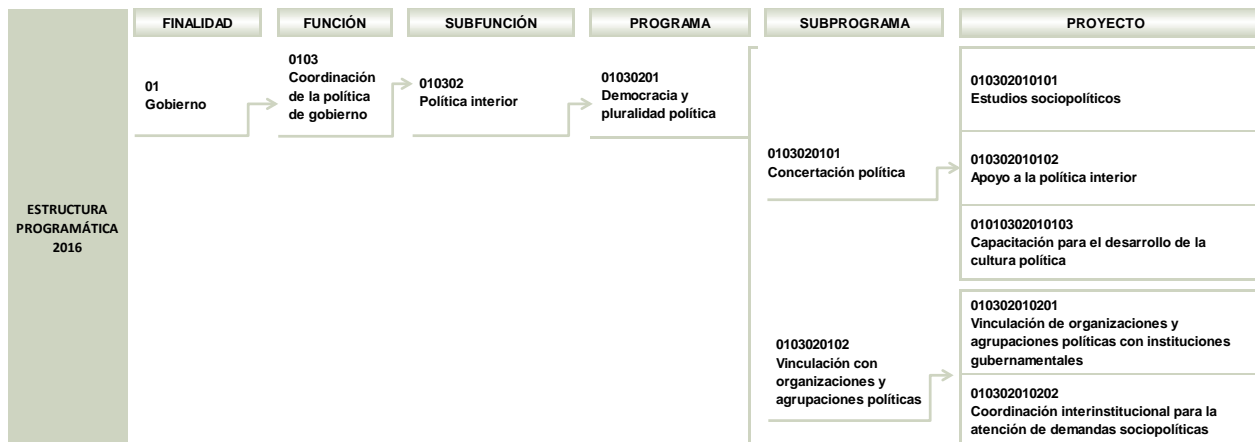 FINALIDAD
FUNCIÓN
SUBFUNCIÓN
PROGRAMA
SUBPROGRAMA
PROYECTO
ESTRUCTURA
PROGRAMÁTICA
2016
01
Gobierno
0103
Coordinación
de la política
de gobierno
010302
Política interior
01030201
Democracia y
pluralidad política
0103020101
Concertación política
010302010101
Estudios sociopolíticos
010302010102
Apoyo a la política interior
01010302010103
Capacitación para el desarrollo de la
cultura política
0103020102
Vinculación con
organizaciones y
agrupaciones políticas
010302010201
Vinculación de organizaciones y
agrupaciones políticas con instituciones
gubernamentales
010302010202
Coordinación interinstitucional para la
atención de demandas sociopolíticas